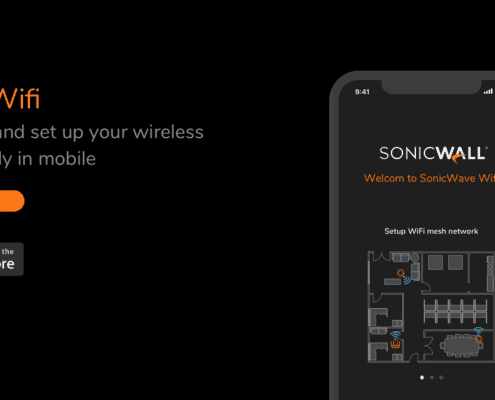 Wifi
and set up your wireless
ly in mobile
the
ore
9:41
SONICWALL
Welcom to SonicWave Wif
Setup WiFi mesh network